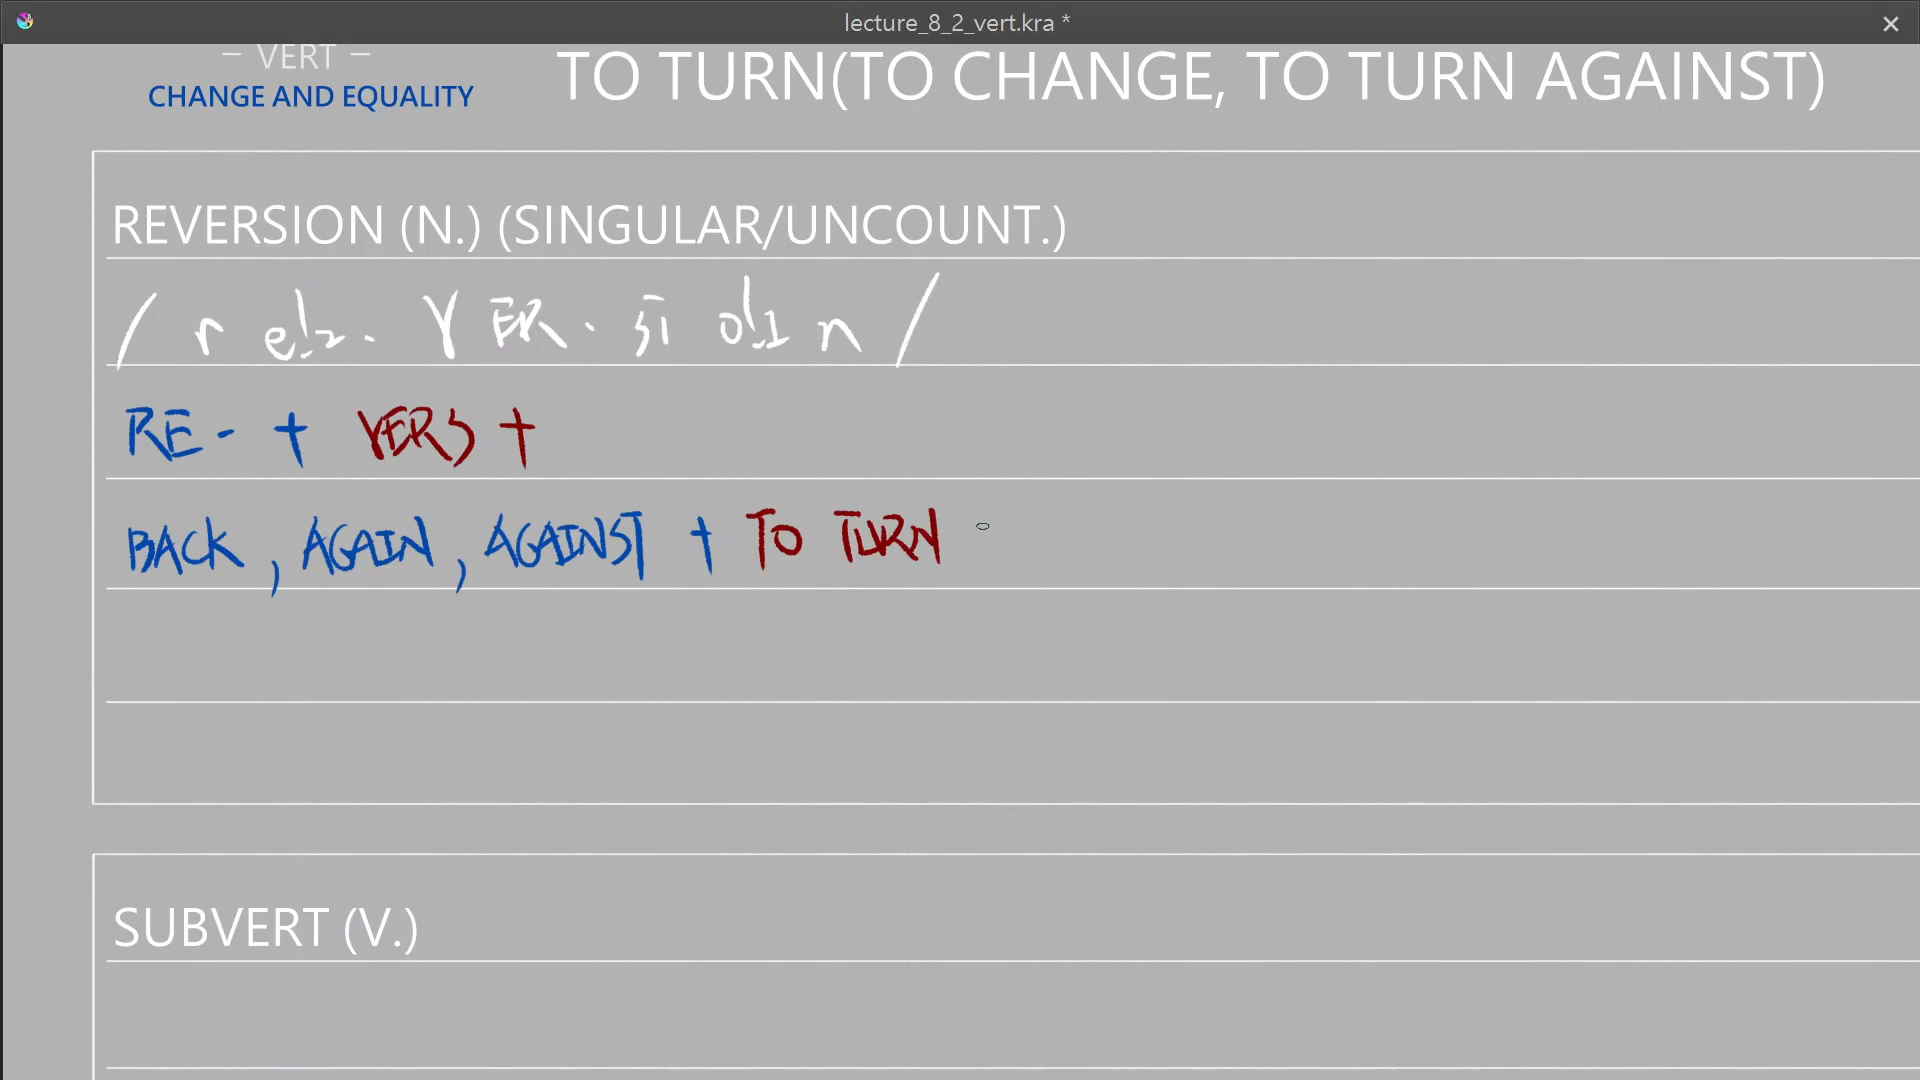 lecture_8_2_vert.kra *
– VERT –
TO TURN(TO CHANGE, TO TURN AGAINST)
CHANGE AND EQUALITY
REVERSION (N.) (SINGULAR/UNCOUNT.)
RE- + VERS +
BACK, AGAIN, AGAINST + TO TURN
SUBVERT (V.)